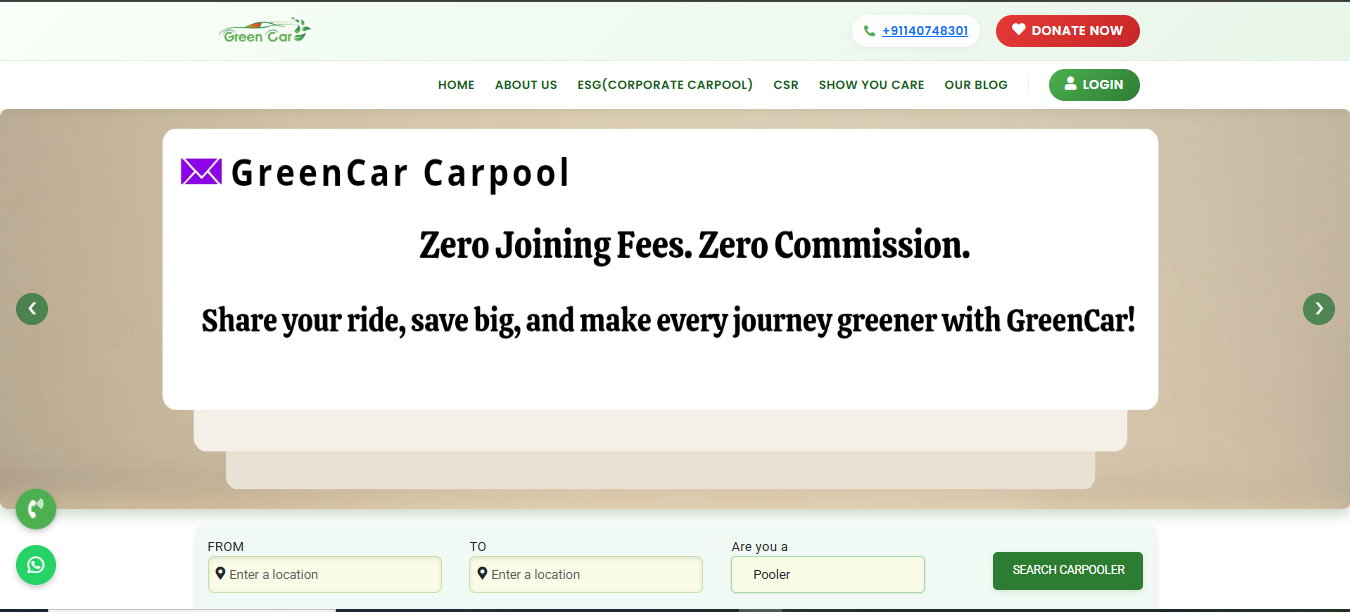 Green Car
+91140748301
DONATE NOW
HOME ABOUT US ESG(CORPORATE CARPOOL) CSR SHOW YOU CARE OUR BLOG LOGIN
GreenCar Carpool
Zero Joining Fees. Zero Commission.
Share your ride, save big, and make every journey greener with GreenCar!
FROM TO Are you a
Enter a location Enter a location Pooler SEARCH CARPOOLER